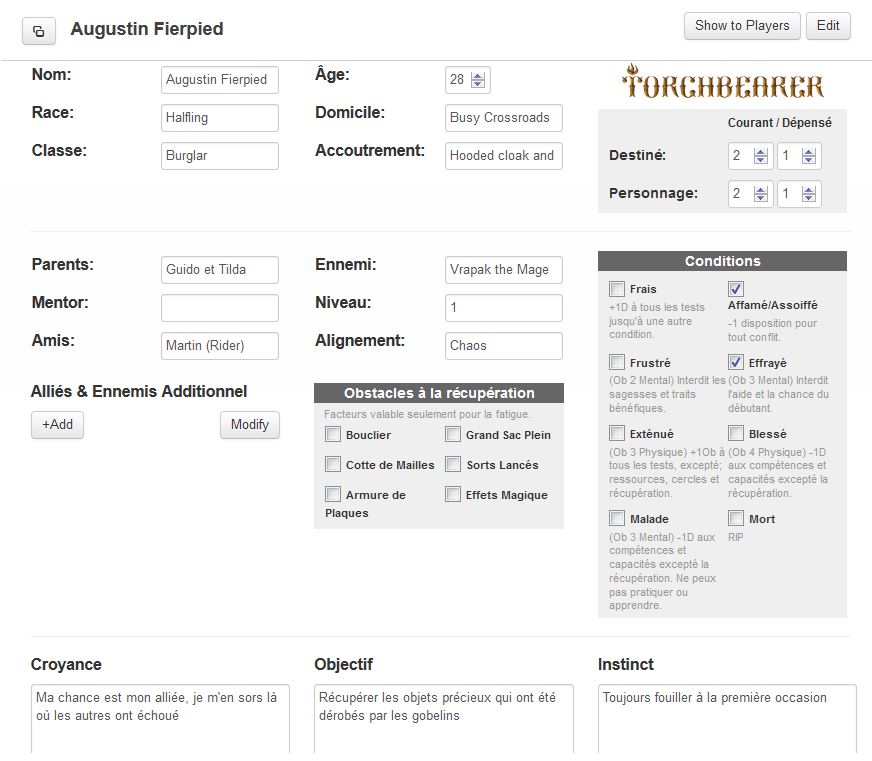 Augustin Fierpied
Show to Players
Edit
Nom:
Augustin Fierpied
Âge:
28
TORCHBEARER
Race:
Halfling
Domicile:
Busy Crossroads
Courant / Dépensé
Classe:
Burglar
Accoutrement:
Hooded cloak and
Destiné:
2
1
Personnage:
2
1
Parents:
Guido et Tilda
Ennemi:
Vrapak the Mage
Mentor:
Niveau:
1
Amis:
Martin (Rider)
Alignement:
Chaos
Alliés & Ennemis Additionnel
+Add
Modify
Obstacles à la récupération
Facteurs valable seulement pour la fatigue.
Bouclier
Grand Sac Plein
Cotte de Mailles
Sorts Lancés
Armure de
Plaques
Effets Magique
Conditions
Frais
+1D à tous les tests
jusqu'à une autre
condition.
Affamé/Assoiffé
-1 disposition pour
tout conflit.
Frustré
(Ob 2 Mental) Interdit les
sagesses et traits
bénéfiques.
Effrayé
(Ob 3 Mental) Interdit
l'aide et la chance du
débutant.
Exténué
(Ob 3 Physique) +1Ob à
tous les tests, excepté;
ressources, cercles et
récupération.
Blessé
(Ob 4 Physique) -1D
aux compétences et
capacités excepté la
récupération.
Malade
(Ob 3 Mental) -1D aux
compétences et
capacités excepté la
récupération. Ne peux
pas pratiquer ou
apprendre.
Mort
RIP
Croyance
Ma chance est mon alliée, je m'en sors là
où les autres ont échoué
Objectif
Récupérer les objets précieux qui ont été
dérobés par les gobelins
Instinct
Toujours fouiller à la première occasion